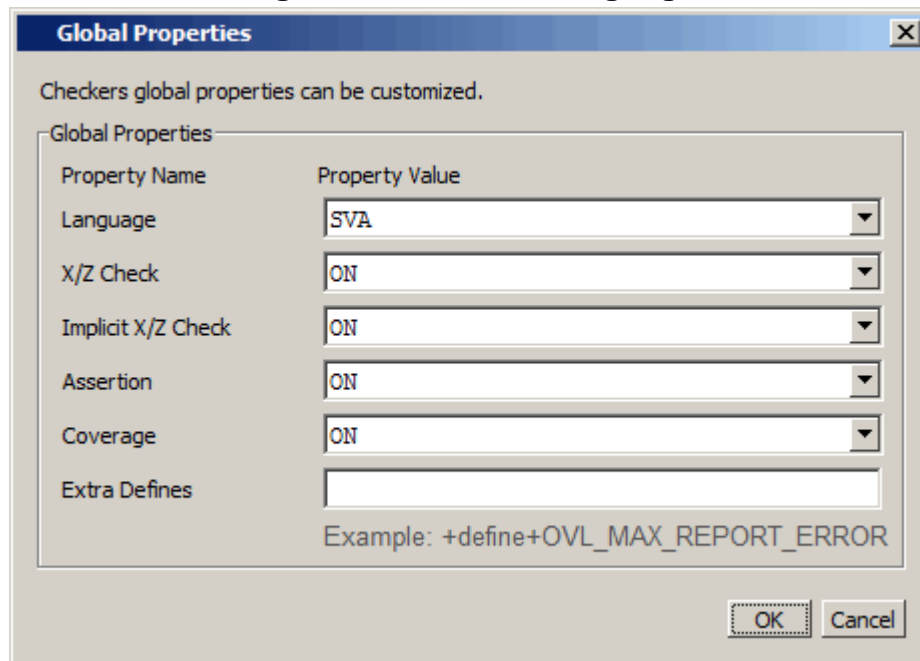 Global Properties
Checkers global properties can be customized.
Global Properties
Property Name Property Value
Language SVA
X/Z Check ON
Implicit X/Z Check ON
Assertion ON
Coverage ON
Extra Defines
Example: +define+OVL_MAX_REPORT_ERROR
OK Cancel